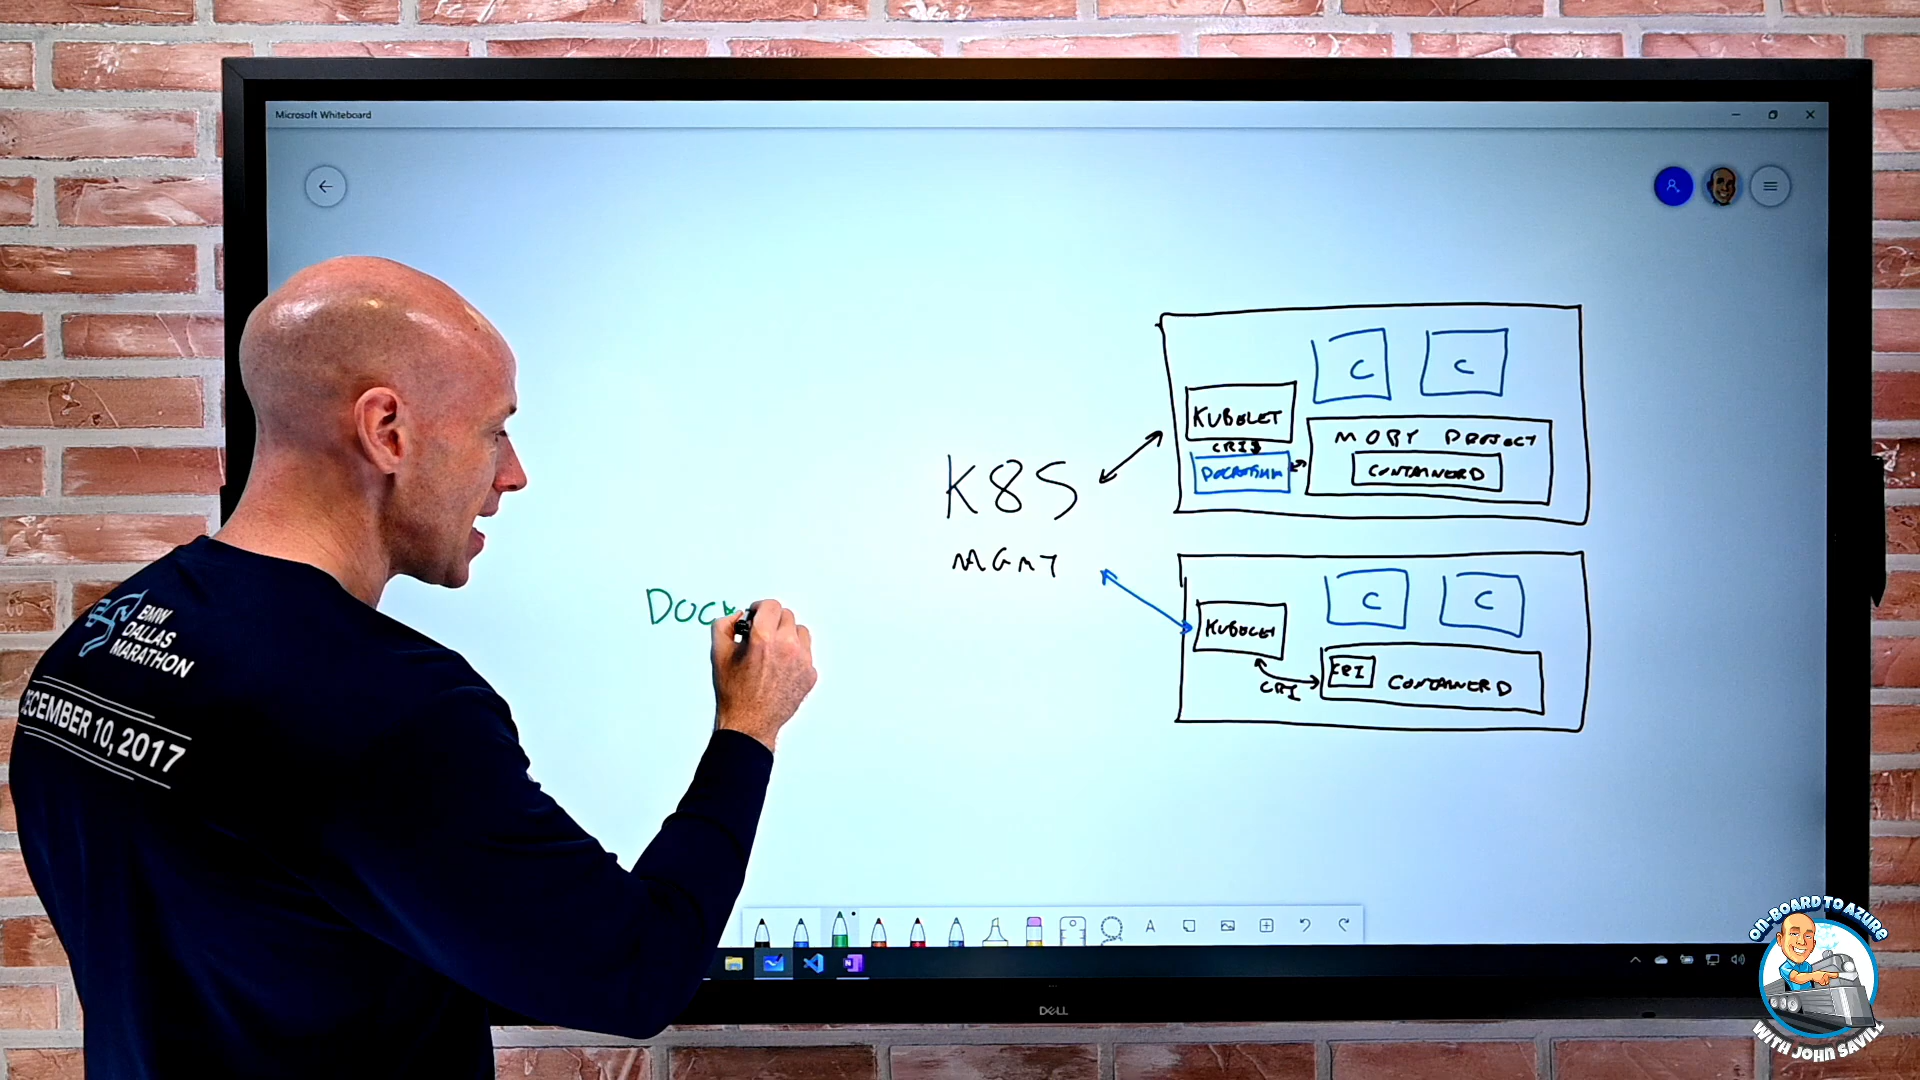 Microsoft Whiteboard
C
C
KUBELET
CRI
DOCKERSHIM
MOBY PROJECT
CONTAINERD
K8S
MGMT
DOCK
C
C
KUBELET
CRI
CRI
CONTAINERD
BMW
DALLAS
MARATHON
DECEMBER 10, 2017
A
DELL
ON-BOARD TO AZURE
WITH JOHN SAVILL